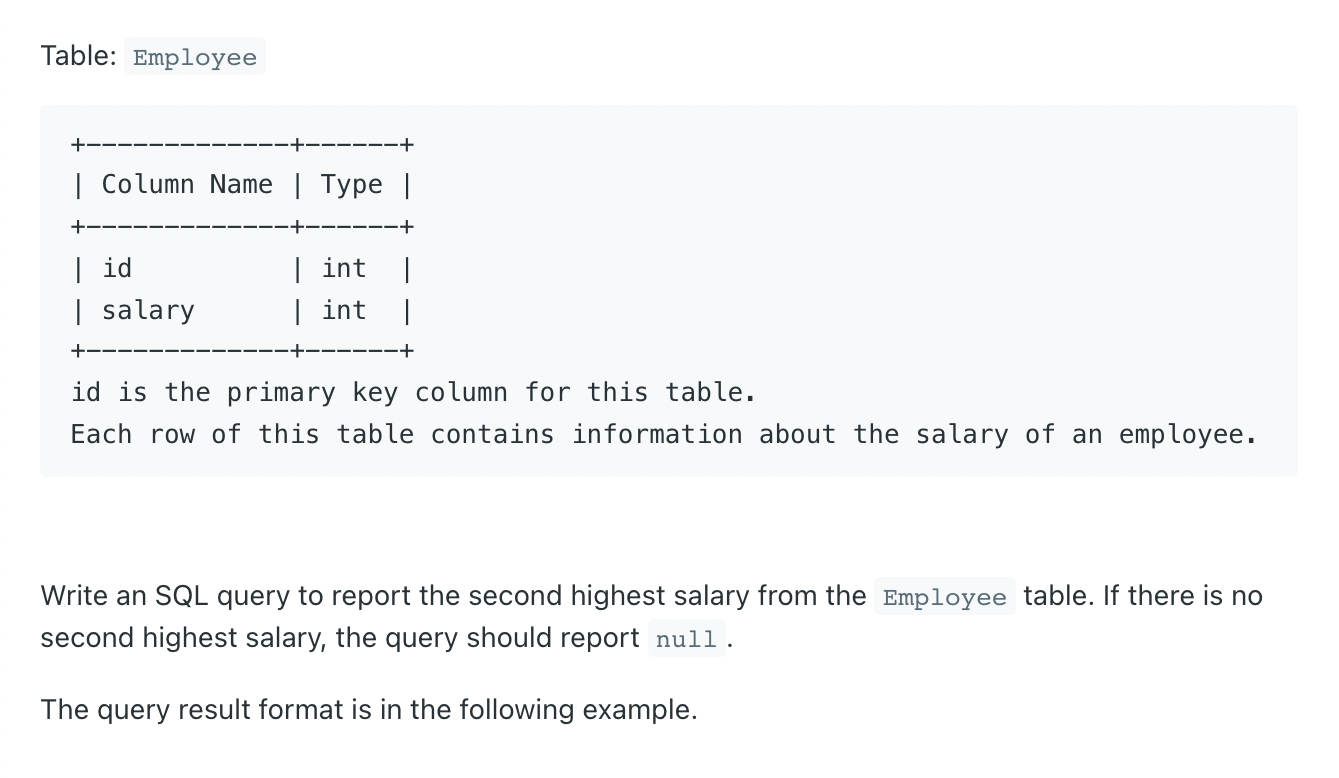 Table: Employee
+-------------+------+
| Column Name | Type |
+-------------+------+
| id          | int  |
| salary      | int  |
+-------------+------+
id is the primary key column for this table.
Each row of this table contains information about the salary of an employee.
Write an SQL query to report the second highest salary from the Employee table. If there is no
second highest salary, the query should report null.
The query result format is in the following example.